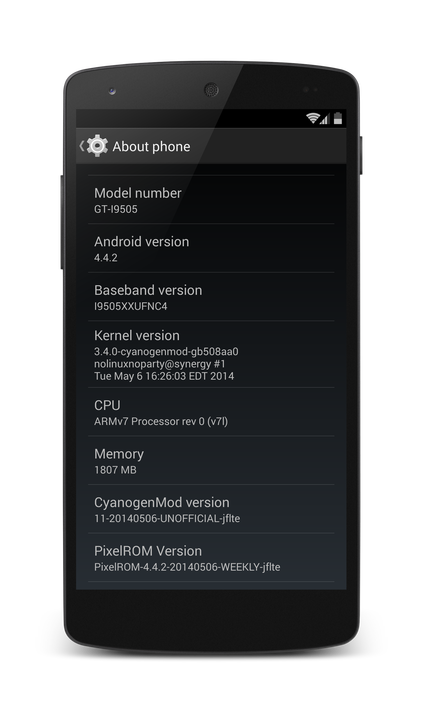 About phone
Model number
GT-I9505
Android version
4.4.2
Baseband version
I9505XXUFNC4
Kernel version
3.4.0-cyanogenmod-gb508aa0
nolinuxnoparty@synergy #1
Tue May 6 16:26:03 EDT 2014
CPU
ARMv7 Processor rev 0 (v7l)
Memory
1807 MB
CyanogenMod version
11-20140506-UNOFFICIAL-jflte
PixelROM Version
PixelROM-4.4.2-20140506-WEEKLY-jflte